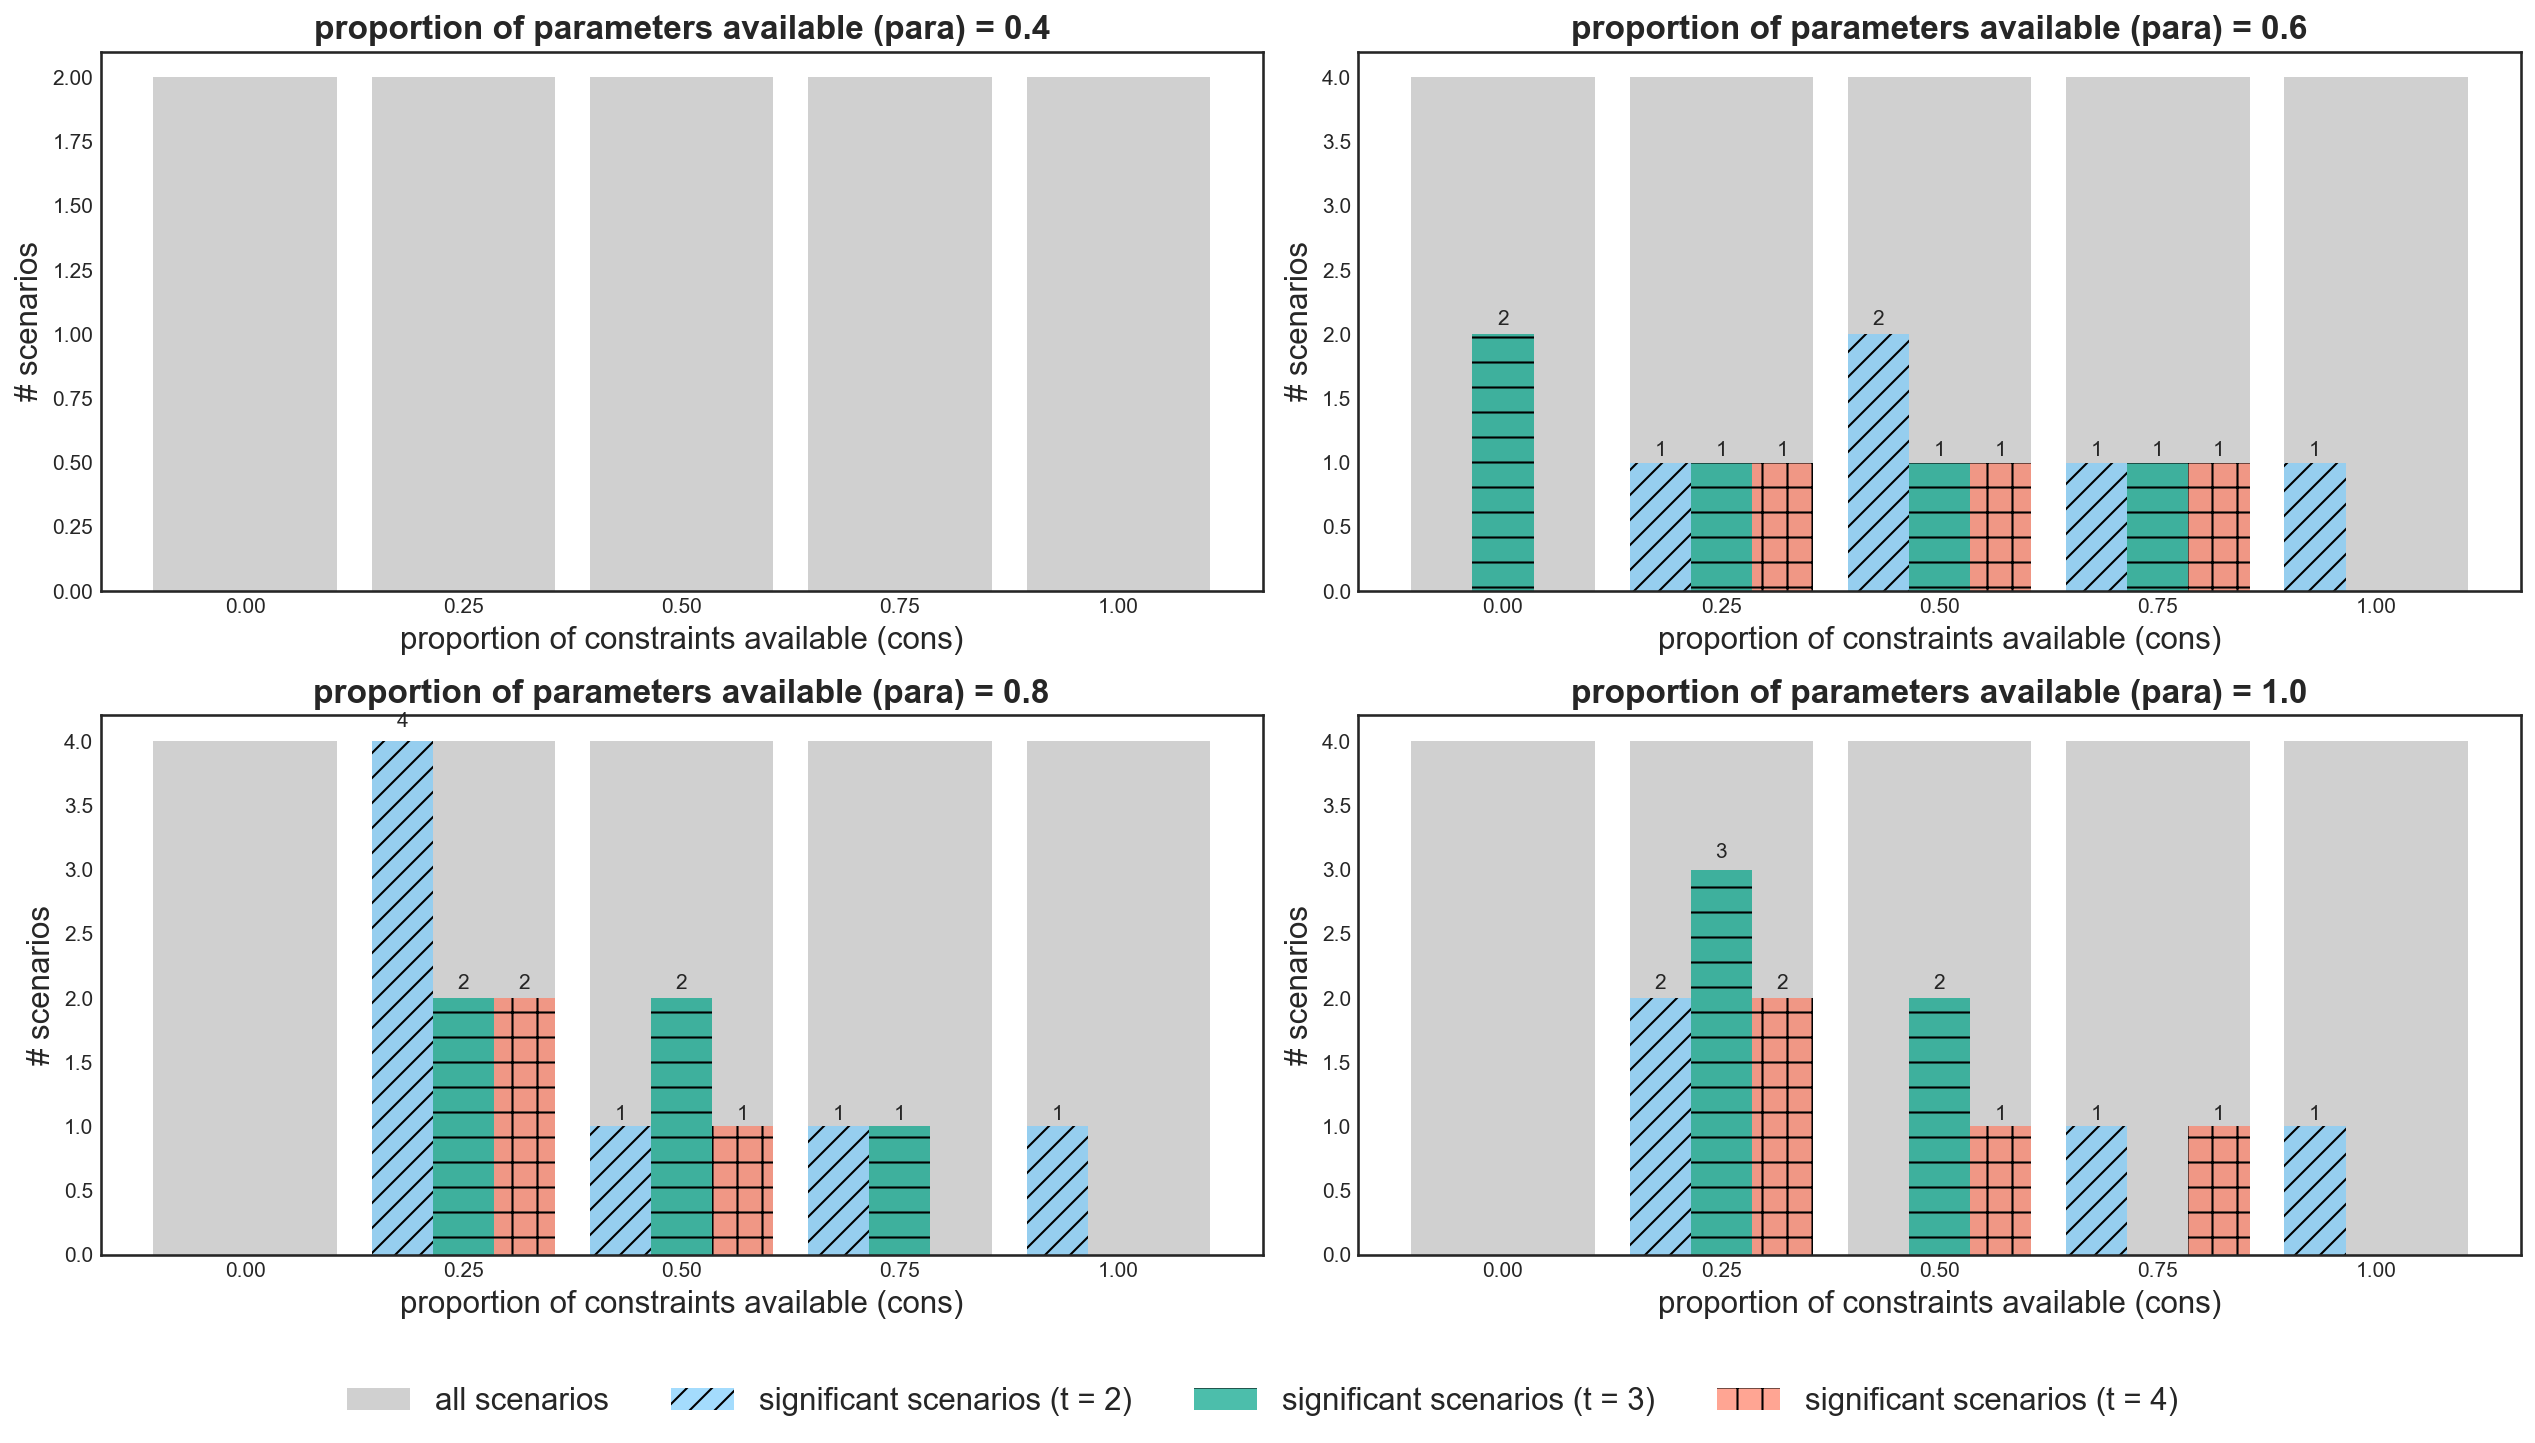 proportion of parameters available (para) = 0.4
2.00
1.75
1.50
1.25
1.00
0.75
0.50
0.25
0.00
# scenarios
0.00 0.25 0.50 0.75 1.00
proportion of constraints available (cons)
proportion of parameters available (para) = 0.6
4.0
3.5
3.0
2.5
2.0
1.5
1.0
0.5
0.0
# scenarios
2 1 1 1 2 1 1 1 1 1 1
0.00 0.25 0.50 0.75 1.00
proportion of constraints available (cons)
proportion of parameters available (para) = 0.8
4.0
3.5
3.0
2.5
2.0
1.5
1.0
0.5
0.0
# scenarios
4 2 2 1 2 1 1 1 1
0.00 0.25 0.50 0.75 1.00
proportion of constraints available (cons)
proportion of parameters available (para) = 1.0
4.0
3.5
3.0
2.5
2.0
1.5
1.0
0.5
0.0
# scenarios
2 3 2 2 1 1 1 1
0.00 0.25 0.50 0.75 1.00
proportion of constraints available (cons)
all scenarios significant scenarios (t = 2) significant scenarios (t = 3) significant scenarios (t = 4)